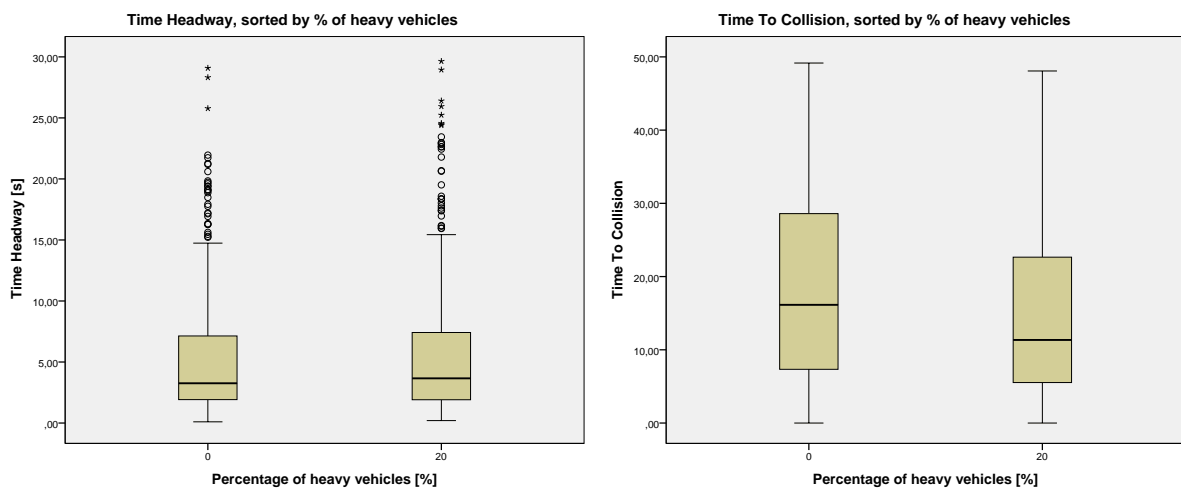 Time Headway, sorted by % of heavy vehicles
30,00
25,00
20,00
15,00
10,00
5,00
,00
Time Headway [s]
0
20
Percentage of heavy vehicles [%]
Time To Collision, sorted by % of heavy vehicles
50,00
40,00
30,00
20,00
10,00
,00
Time To Collision
0
20
Percentage of heavy vehicles [%]